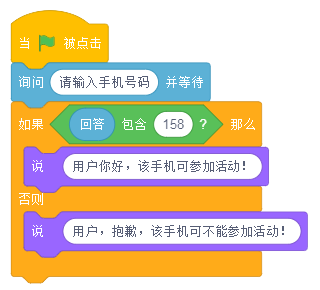 当 被点击
询问 请输入手机号码 并等待
如果 回答 包含 158 ? 那么
说 用户你好，该手机可参加活动！
否则
说 用户，抱歉，该手机可不能参加活动！